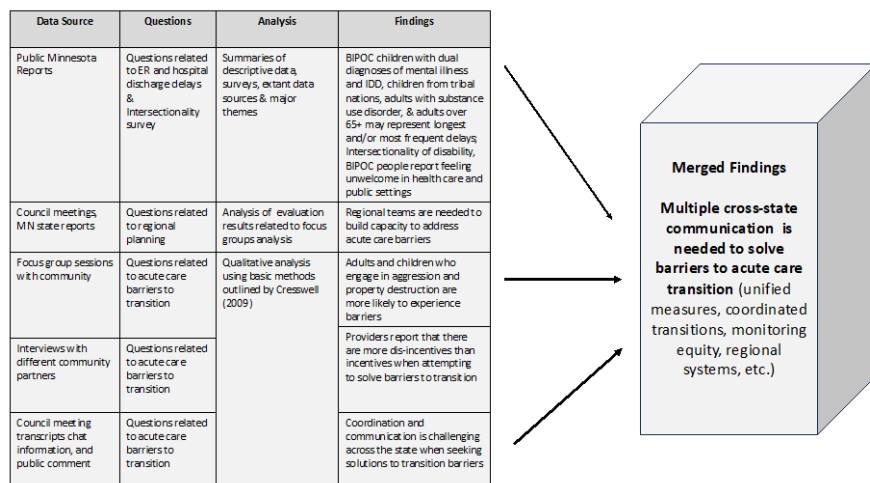 Data Source
Questions
Analysis
Findings
Public Minnesota
Reports
Questions related
to ER and hospital
discharge delays
&
Intersectionality
survey
Summaries of
descriptive data,
surveys, extant data
sources & major
themes
BIPOC children with dual
diagnoses of mental illness
and IDD, children from tribal
nations, adults with substance
use disorder, & adults over
65+ may represent longest
and/or most frequent delays;
Intersectionality of disability,
BIPOC people report feeling
unwelcome in health care and
public settings
Council meetings,
MN state reports
Questions related
to regional
planning
Analysis of evaluation
results related to focus
groups analysis
Regional teams are needed to
build capacity to address
acute care barriers
Focus group sessions
with community
Questions related
to acute care
barriers to
transition
Qualitative analysis
using basic methods
outlined by Cresswell
(2009)
Adults and children who
engage in aggression and
property destruction are
more likely to experience
barriers
Interviews with
different community
partners
Questions related
to acute care
barriers to
transition
Providers report that there
are more dis-incentives than
incentives when attempting
to solve barriers to transition
Council meeting
transcripts chat
information, and
public comment
Questions related
to acute care
barriers to
transition
Coordination and
communication is challenging
across the state when seeking
solutions to transition barriers
Merged Findings
Multiple cross-state
communication is
needed to solve
barriers to acute care
transition (unified
measures, coordinated
transitions, monitoring
equity, regional
systems, etc.)